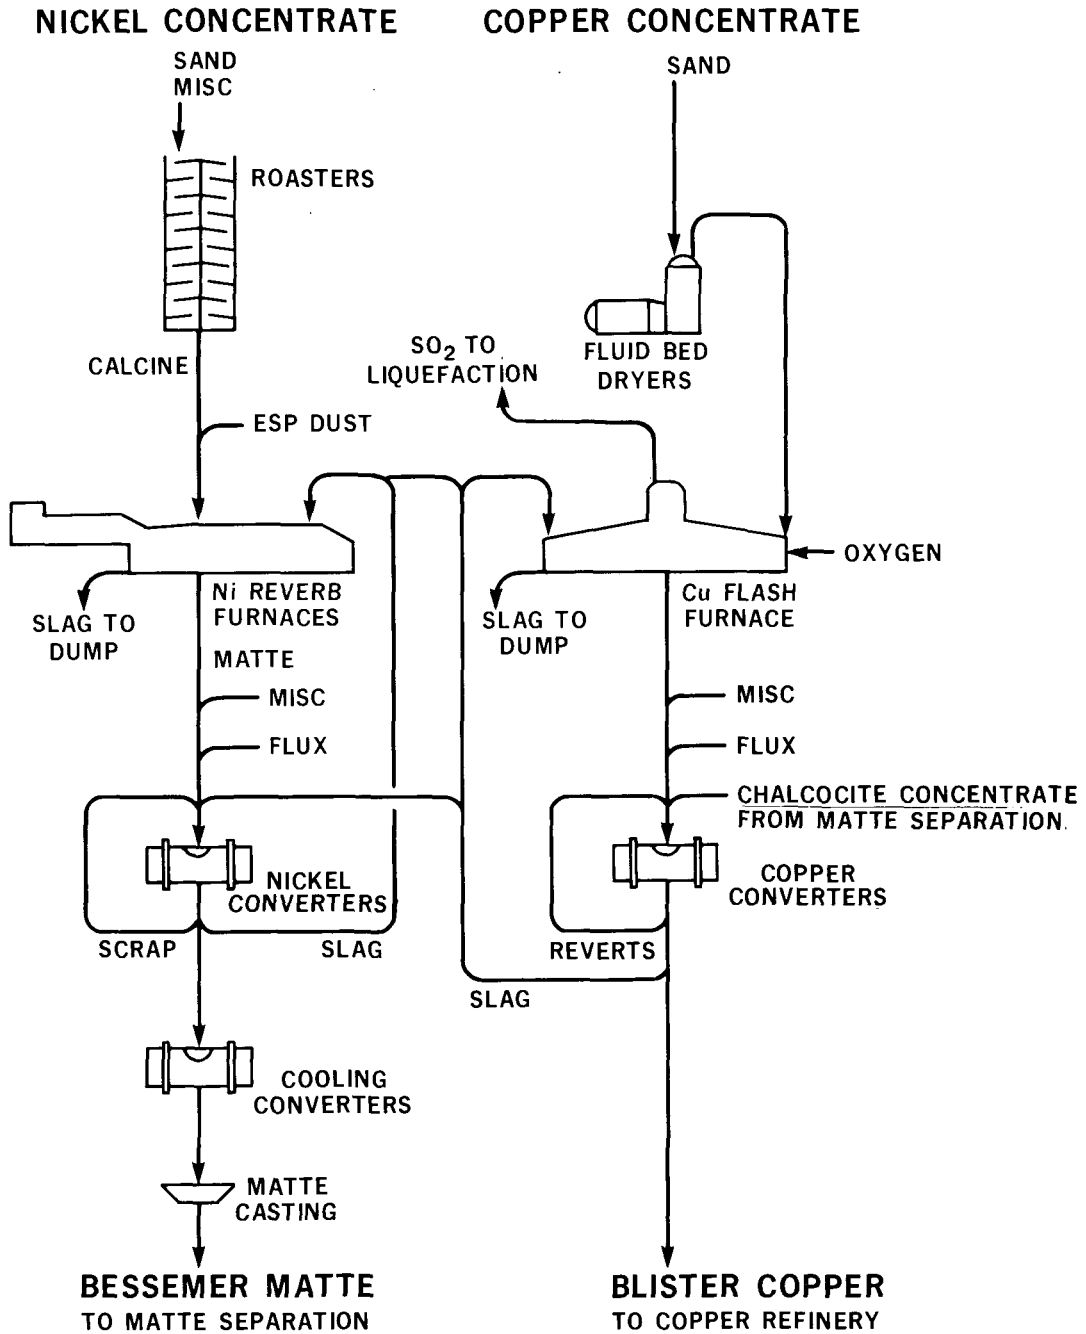 NICKEL CONCENTRATE
COPPER CONCENTRATE
SAND
MISC
SAND
ROASTERS
FLUID BED
DRYERS
SO2 TO
LIQUEFACTION
CALCINE
ESP DUST
OXYGEN
Ni REVERB
FURNACES
Cu FLASH
FURNACE
SLAG TO
DUMP
SLAG TO
DUMP
MATTE
MISC
MISC
FLUX
FLUX
CHALCOCITE CONCENTRATE
FROM MATTE SEPARATION.
NICKEL
CONVERTERS
COPPER
CONVERTERS
SCRAP
SLAG
REVERTS
SLAG
COOLING
CONVERTERS
MATTE
CASTING
BESSEMER MATTE
TO MATTE SEPARATION
BLISTER COPPER
TO COPPER REFINERY